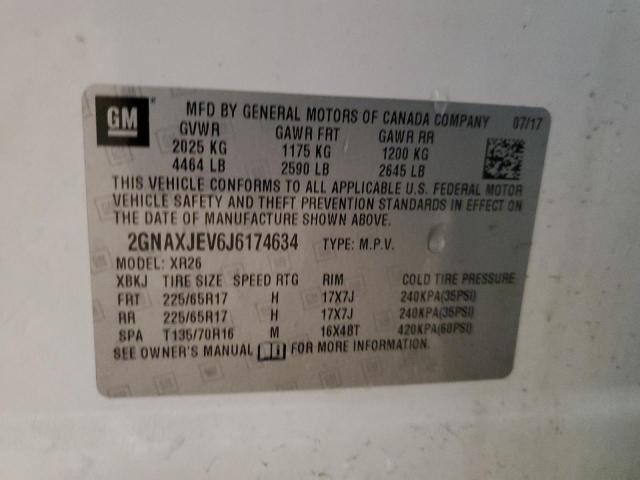 GM
MFD BY GENERAL MOTORS OF CANADA COMPANY 07/17
GVWR GAWR FRT GAWR RR
2025 KG 1175 KG 1200 KG
4464 LB 2590 LB 2645 LB
THIS VEHICLE CONFORMS TO ALL APPLICABLE U.S. FEDERAL MOTOR
VEHICLE SAFETY AND THEFT PREVENTION STANDARDS IN EFFECT ON
THE DATE OF MANUFACTURE SHOWN ABOVE.
2GNAXJEV6J6174634 TYPE: M.P.V.
MODEL: XR26
XBKJ TIRE SIZE SPEED RTG RIM COLD TIRE PRESSURE
FRT 225/65R17 H 17X7J 240KPA(35PSI)
RR 225/65R17 H 17X7J 240KPA(35PSI)
SPA T135/70R16 M 16X4BT 420KPA(60PSI)
SEE OWNER'S MANUAL FOR MORE INFORMATION.